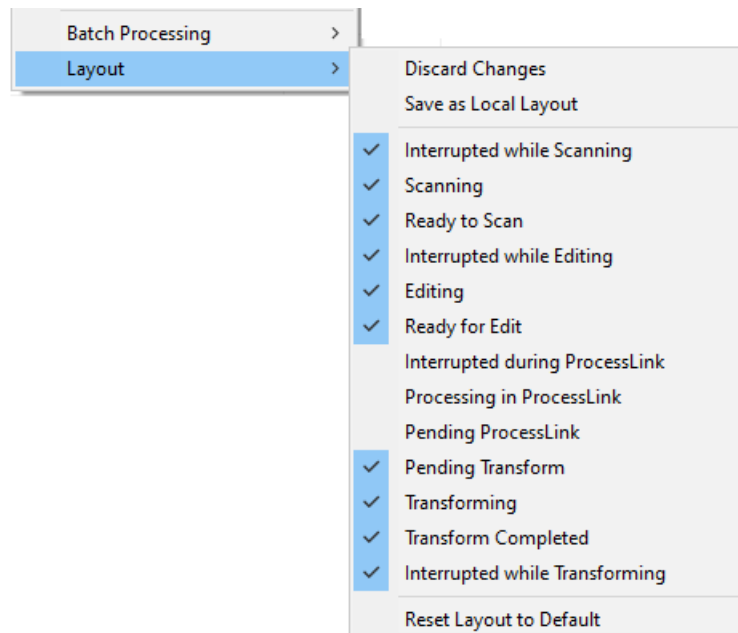 Batch Processing
Layout
Discard Changes
Save as Local Layout
Interrupted while Scanning
Scanning
Ready to Scan
Interrupted while Editing
Editing
Ready for Edit
Interrupted during ProcessLink
Processing in ProcessLink
Pending ProcessLink
Pending Transform
Transforming
Transform Completed
Interrupted while Transforming
Reset Layout to Default